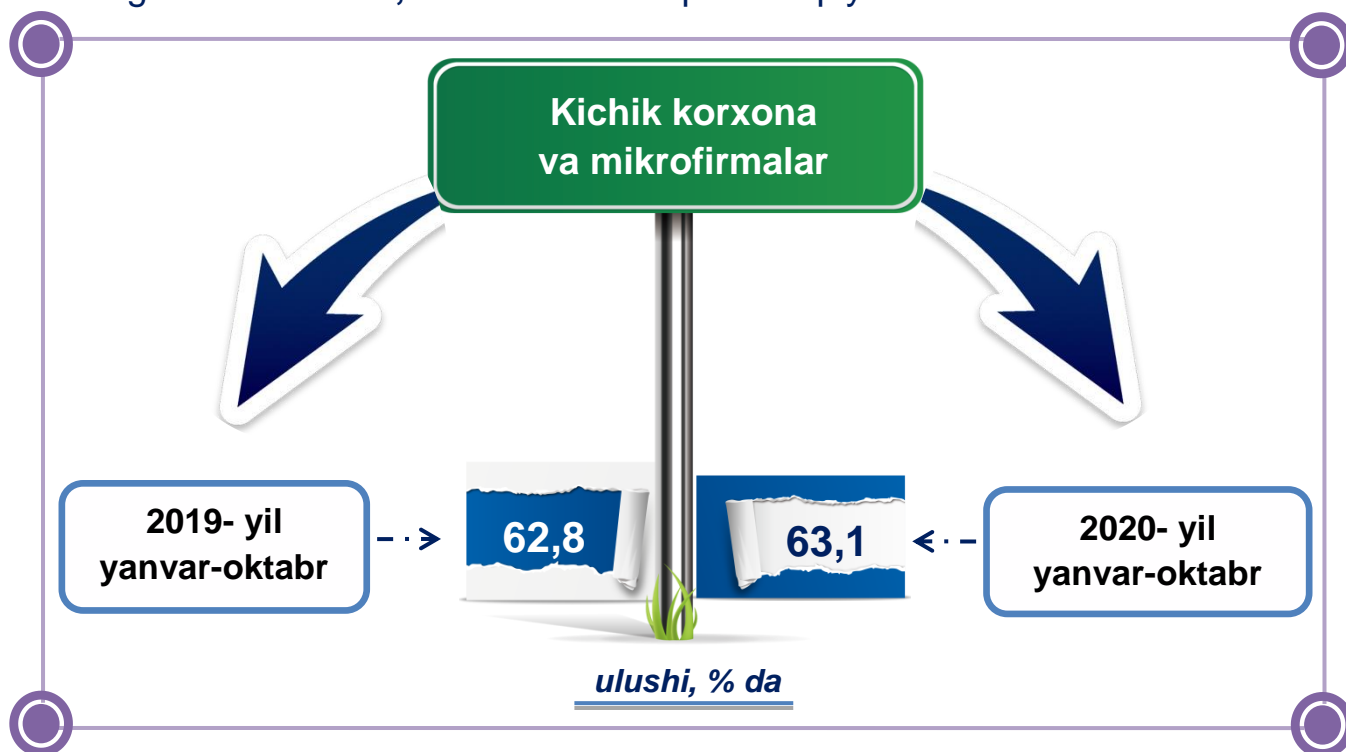 Kichik korxona
va mikrofirmalar
2019- yil
yanvar-oktabr
62,8
63,1
2020- yil
yanvar-oktabr
ulushi, % da